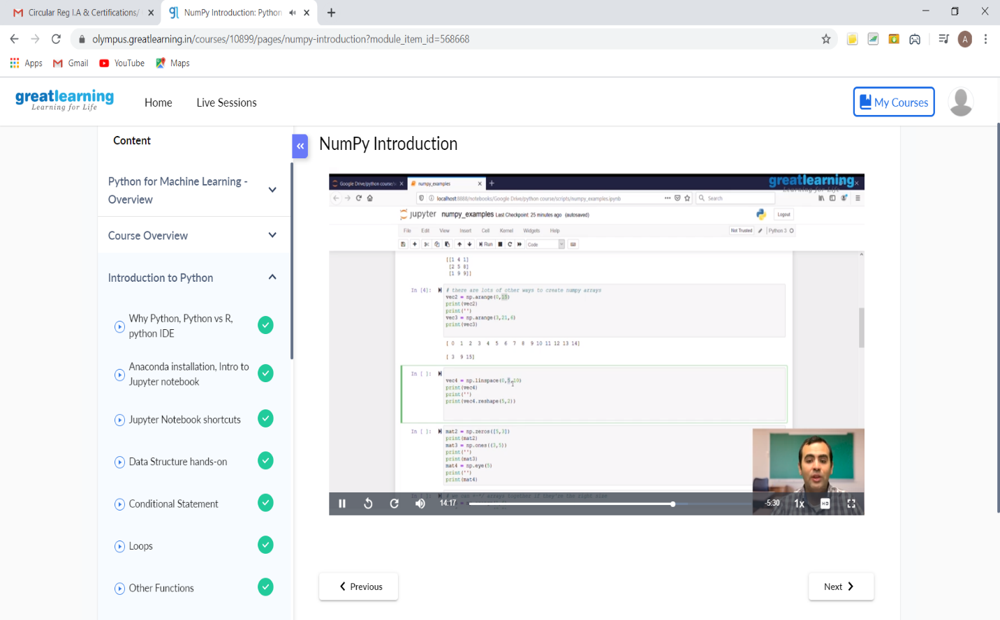 Circular Reg I.A & Certifications/
NumPy Introduction: Python
olympus.greatlearning.in/courses/10899/pages/numpy-introduction?module_item_id=568668
A
Apps
Gmail
YouTube
Maps
greatlearning
Learning for Life
Home
Live Sessions
My Courses
Content
Python for Machine Learning -
Overview
Course Overview
Introduction to Python
Why Python, Python vs R,
python IDE
Anaconda installation, Intro to
Jupyter notebook
Jupyter Notebook shortcuts
Data Structure hands-on
Conditional Statement
Loops
Other Functions
NumPy Introduction
Google Drive/python course/
numpy_examples
greatlearning
Learning for Life
localhost:8888/notebooks/Google Drive/python course/scripts/numpy_examples.ipynb
Search
jupyter numpy_examples Last Checkpoint: 25 minutes ago (autosaved)
Logout
File Edit View Insert Cell Kernel Widgets Help
Not Trusted
Python 3
Run
Code
[[1 4 1]
[2 5 8]
[1 9 9]]
In [4]: # there are lots of other ways to create numpy arrays
vec2 = np.arange(0,15)
print(vec2)
print('')
vec3 = np.arange(3,21,6)
print(vec3)
[ 0 1 2 3 4 5 6 7 8 9 10 11 12 13 14]
[ 3 9 15]
In [ ]:
vec4 = np.linspace(0,5,10)
print(vec4)
print('')
print(vec4.reshape(5,2))
In [ ]: mat2 = np.zeros([5,3])
print(mat2)
mat3 = np.ones((3,5))
print('')
print(mat3)
mat4 = np.eye(5)
print('')
print(mat4)
14:17
-5:30
1x
HD
Previous
Next